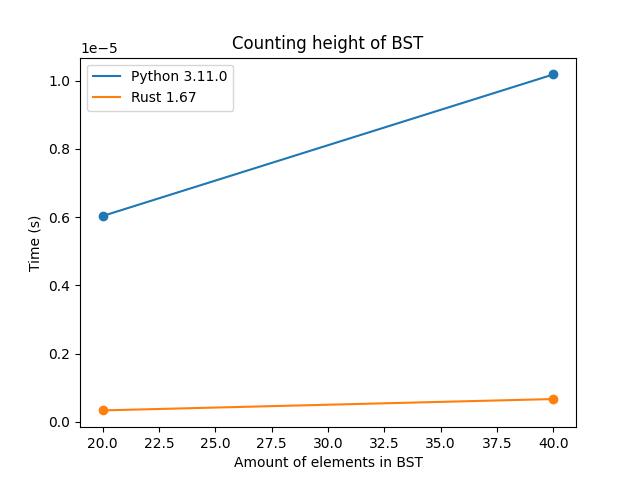 Counting height of BST
1e−5
Python 3.11.0
Rust 1.67
1.0
0.8
0.6
0.4
0.2
0.0
Time (s)
20.0 22.5 25.0 27.5 30.0 32.5 35.0 37.5 40.0
Amount of elements in BST